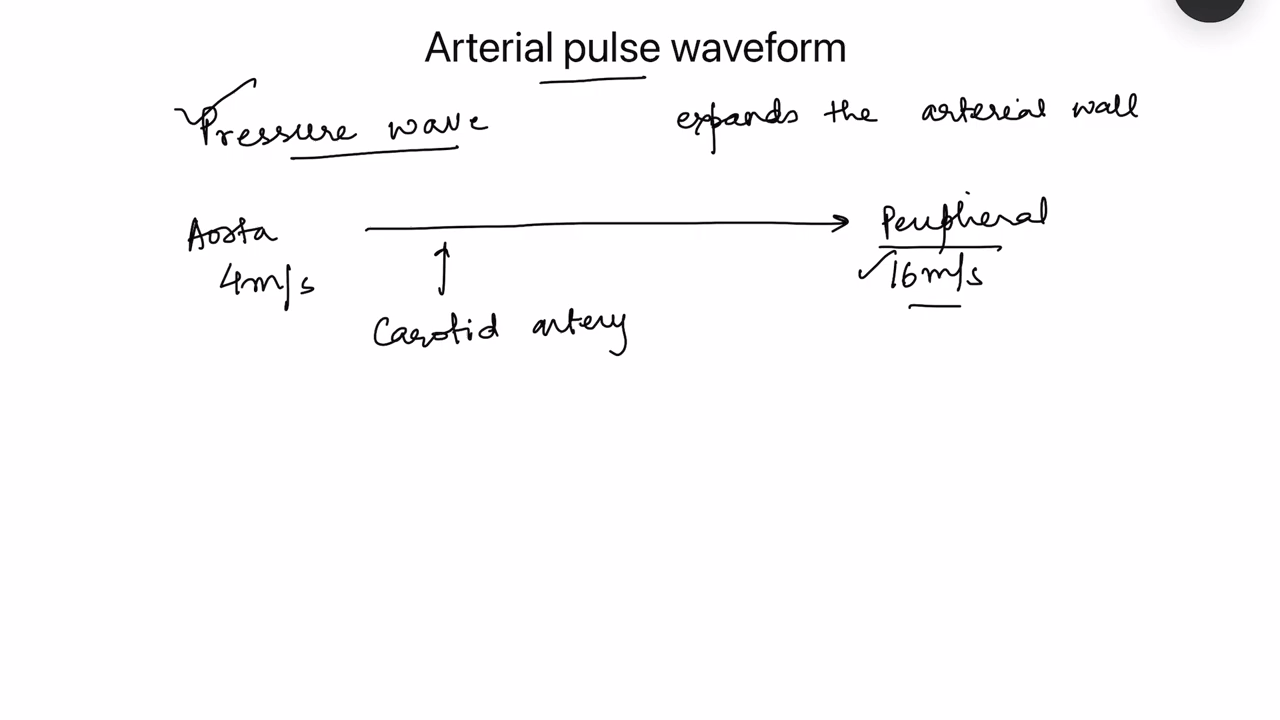 Arterial pulse waveform
Pressure wave expands the arterial wall
Aorta Peripheral
4m/s 16m/s
Carotid artery